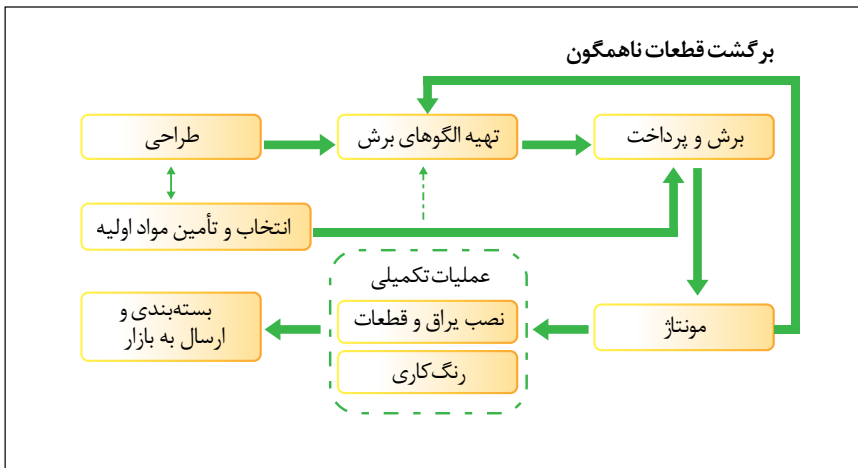 برگشت قطعات ناهمگون
طراحی
تهیه الگوهای برش
برش و پرداخت
انتخاب و تأمین مواد اولیه
عملیات تکمیلی
نصب یراق و قطعات
رنگ‌کاری
مونتاژ
بسته‌بندی و
ارسال به بازار